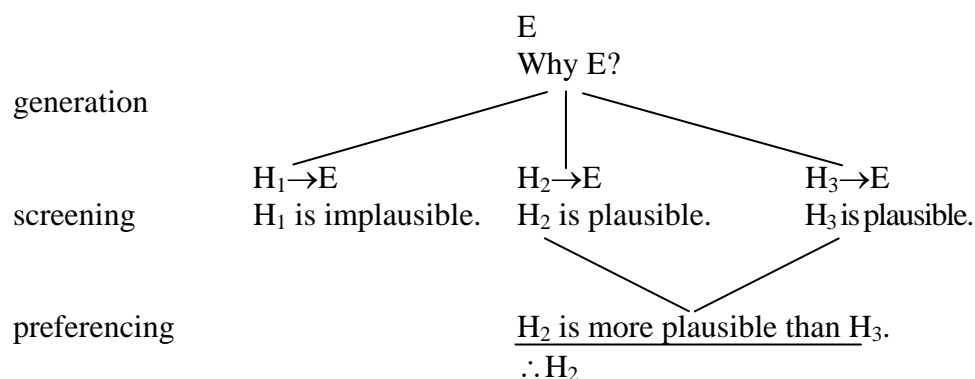 E
Why E?
generation
H₁→E H₂→E H₃→E
screening H₁ is implausible. H₂ is plausible. H₃ is plausible.
preferencing H₂ is more plausible than H₃.
∴H₂